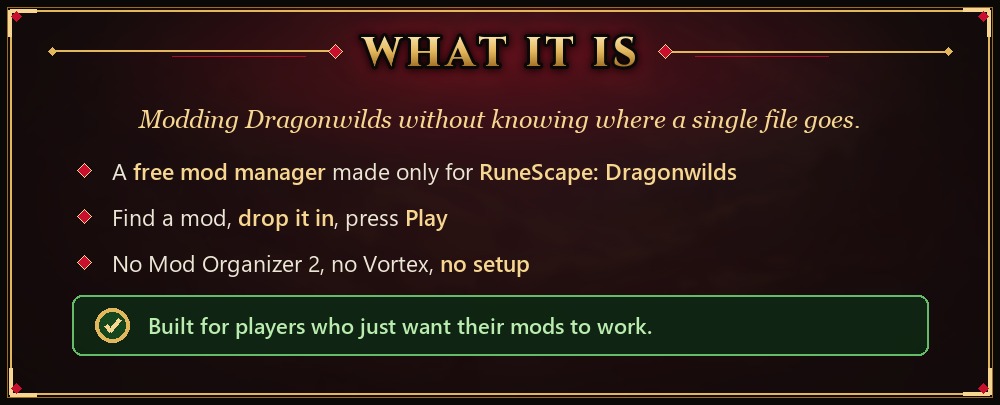 WHAT IT IS
Modding Dragonwilds without knowing where a single file goes.
A free mod manager made only for RuneScape: Dragonwilds
Find a mod, drop it in, press Play
No Mod Organizer 2, no Vortex, no setup
Built for players who just want their mods to work.